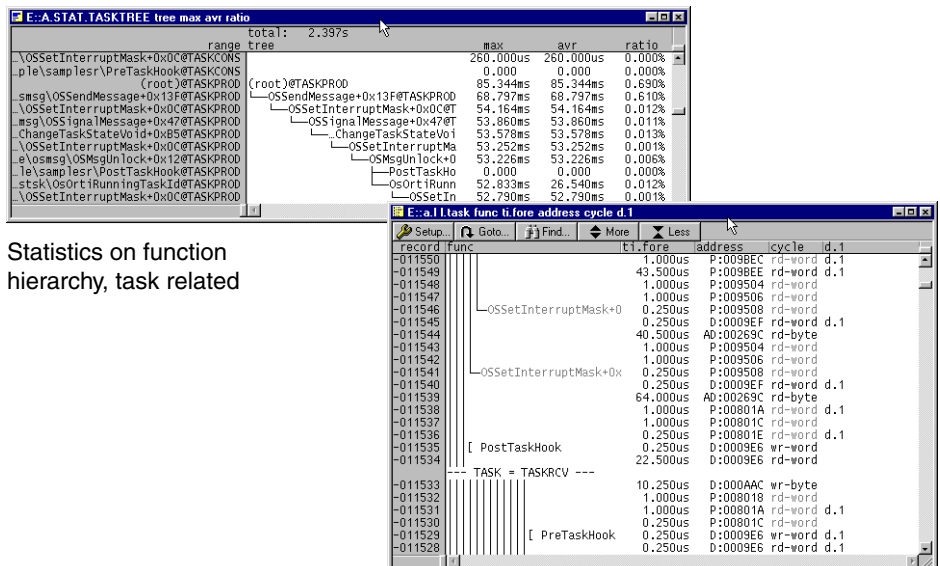 E::A.STAT.TASKTREE tree max avr ratio
total: 2.397s
range tree max avr ratio
_\OSSetInterruptMask+0x0C@TASKCONS 260.000us 260.000us 0.000%
_ple\samplesr\PreTaskHook@TASKCONS 0.000 0.000 0.000%
(root)@TASKPROD (root)@TASKPROD 85.344ms 85.344ms 0.690%
_smsg\OSSendMessage+0x13F@TASKPROD OSSendMessage+0x13F@TASKPROD 68.797ms 68.797ms 0.610%
_\OSSetInterruptMask+0x0C@TASKPROD OSSetInterruptMask+0x0C@T 54.164ms 54.164ms 0.012%
_msg\OSSignalMessage+0x47@TASKPROD OSSignalMessage+0x47@T 53.860ms 53.860ms 0.011%
_ChangeTaskStateVoid+0xB5@TASKPROD _ChangeTaskStateVoi 53.578ms 53.578ms 0.013%
_\OSSetInterruptMask+0x0C@TASKPROD OSSetInterruptMa 53.252ms 53.252ms 0.001%
_e\osmsg\OSMsgUnlock+0x12@TASKPROD OSMsgUnlock+0 53.226ms 53.226ms 0.006%
_le\samplesr\PostTaskHook@TASKPROD PostTaskHo 0.000 0.000 0.000%
_stsk\OsOrtiRunningTaskId@TASKPROD OsOrtiRunn 52.833ms 26.540ms 0.012%
_\OSSetInterruptMask+0x0C@TASKPROD OSSetIn 52.790ms 52.790ms 0.001%
Statistics on function
hierarchy, task related
E::a.l l.task func ti.fore address cycle d.1
Setup... Goto... Find... More Less
record func ti.fore address cycle d.1
-011550 1.000us P:009BEC rd-word d.1
-011549 43.500us P:009BEE rd-word d.1
-011548 1.000us P:009504 rd-word
-011547 1.000us P:009506 rd-word
-011546 OSSetInterruptMask+0 0.250us P:009508 rd-word
-011545 0.250us D:0009EF rd-word d.1
-011544 40.500us AD:00269C rd-byte
-011543 1.000us P:009504 rd-word
-011542 1.000us P:009506 rd-word
-011541 OSSetInterruptMask+0x 0.250us P:009508 rd-word
-011540 0.250us D:0009EF rd-word d.1
-011539 64.000us AD:00269C rd-byte
-011538 1.000us P:00801A rd-word d.1
-011537 1.000us P:00801C rd-word
-011536 0.250us P:00801E rd-word d.1
-011535 [ PostTaskHook 0.250us D:0009E6 wr-word
-011534 22.500us D:0009E6 rd-word
--- TASK = TASKRCV ---
-011533 10.250us D:000AAC wr-byte
-011532 1.000us P:008018 rd-word
-011531 1.000us P:00801A rd-word d.1
-011530 0.250us P:00801C rd-word
-011529 [ PreTaskHook 0.250us D:0009E6 wr-word d.1
-011528 0.250us D:0009E6 rd-word d.1